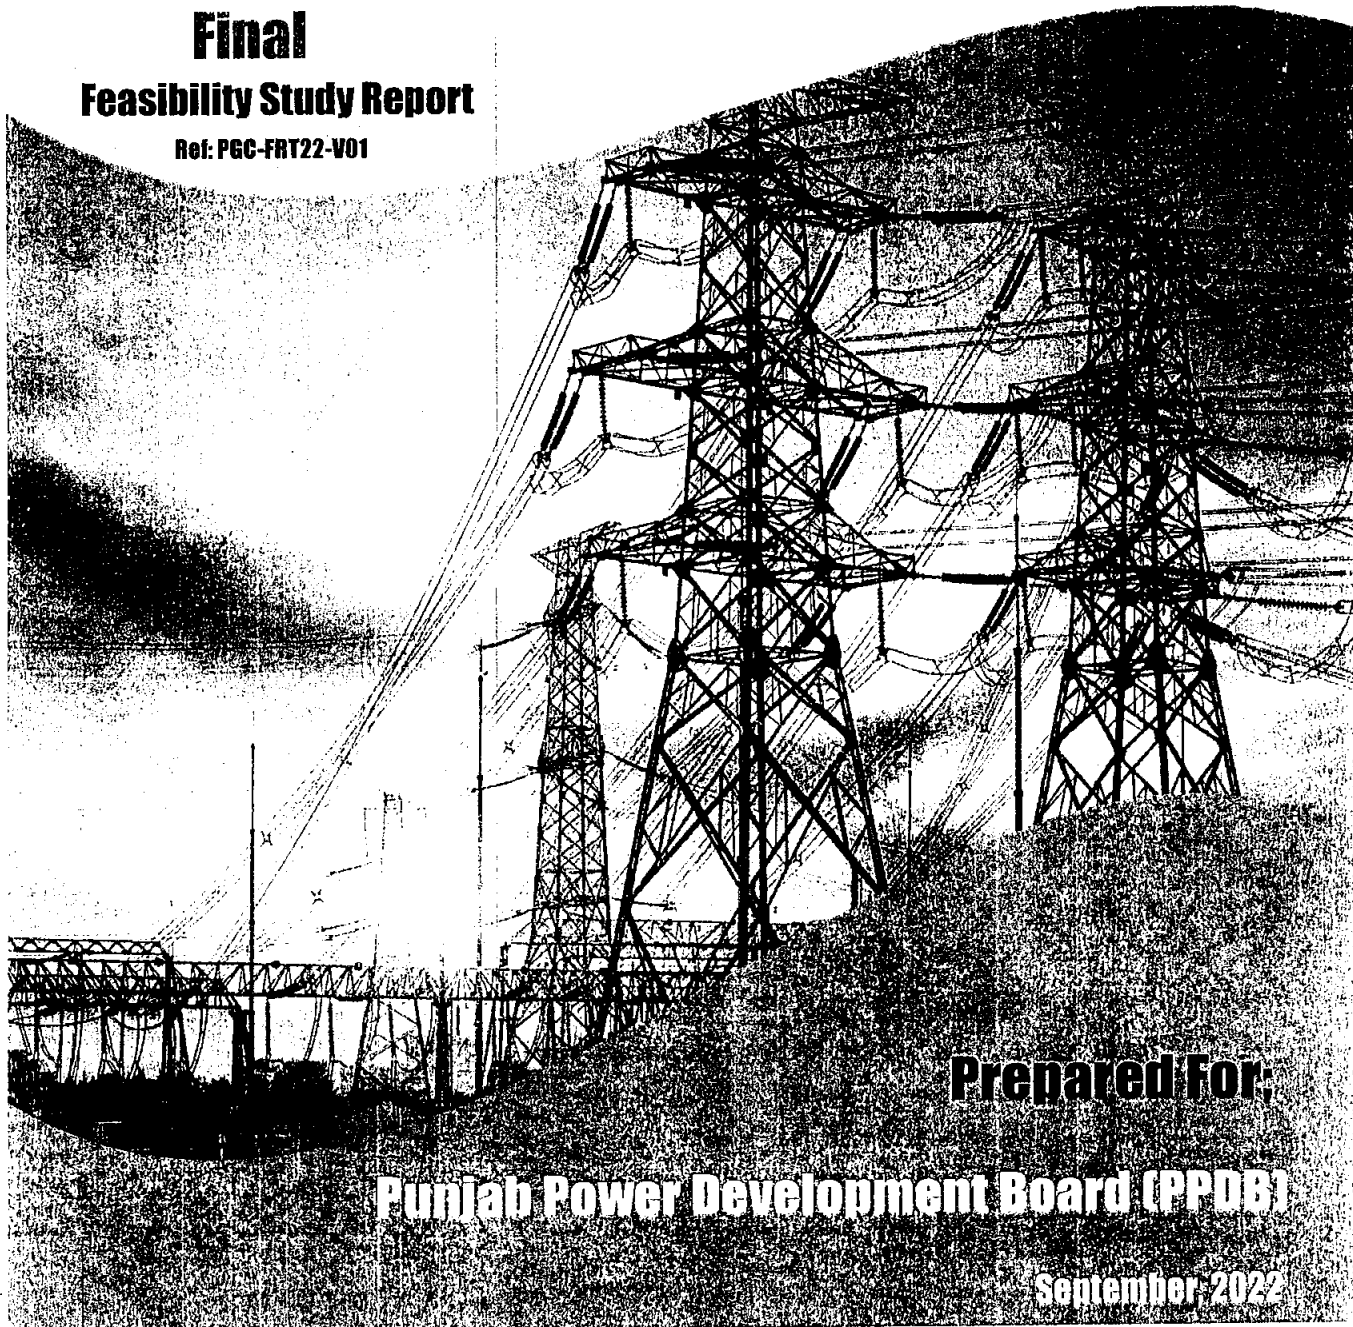 Final
Feasibility Study Report
Ref: PGC-FRT22-V01
Prepared For;
Punjab Power Development Board (PPDB)
September, 2022